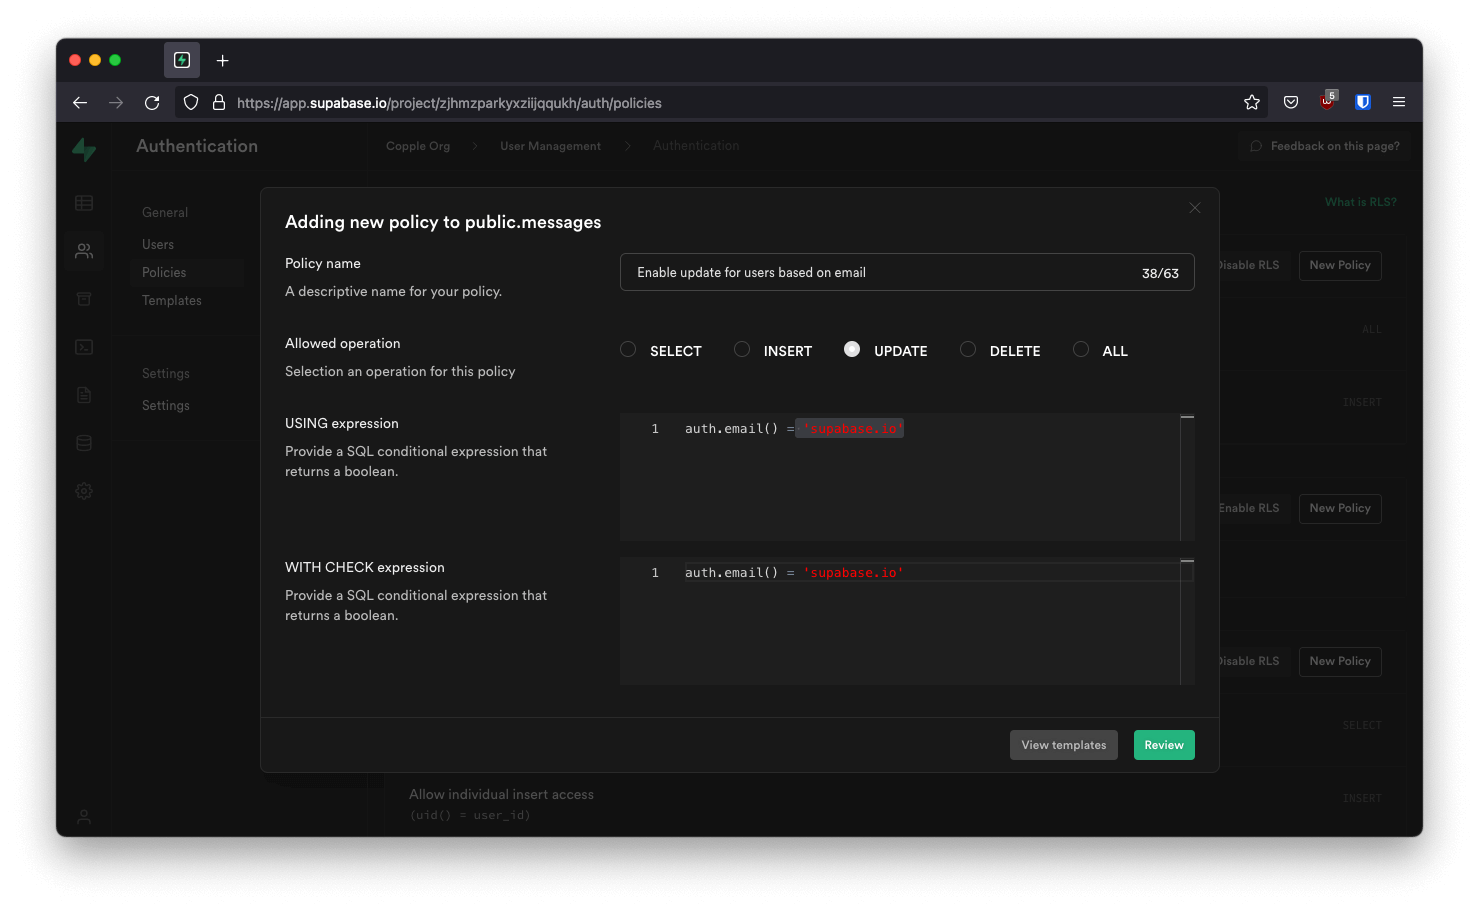 https://app.supabase.io/project/zjhmzparkyxziijqqukh/auth/policies
5
Authentication
Copple Org
User Management
Authentication
Feedback on this page?
General
Users
Policies
Templates
Settings
Settings
What is RLS?
Disable RLS
New Policy
ALL
INSERT
Enable RLS
New Policy
Disable RLS
New Policy
SELECT
INSERT
Adding new policy to public.messages
Policy name
A descriptive name for your policy.
Enable update for users based on email
38/63
Allowed operation
Selection an operation for this policy
SELECT
INSERT
UPDATE
DELETE
ALL
USING expression
Provide a SQL conditional expression that
returns a boolean.
1 auth.email() = 'supabase.io'
WITH CHECK expression
Provide a SQL conditional expression that
returns a boolean.
1 auth.email() = 'supabase.io'
View templates
Review
Allow individual insert access
(uid() = user_id)